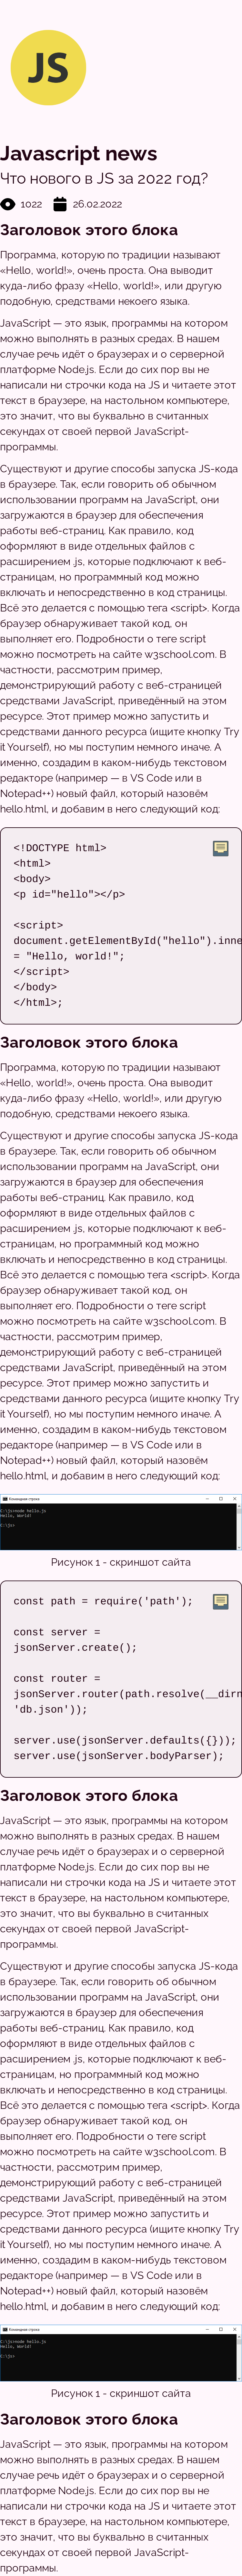 JS
Javascript news
Что нового в JS за 2022 год?
1022 26.02.2022
Заголовок этого блока
Программа, которую по традиции называют
«Hello, world!», очень проста. Она выводит
куда-либо фразу «Hello, world!», или другую
подобную, средствами некоего языка.
JavaScript — это язык, программы на котором
можно выполнять в разных средах. В нашем
случае речь идёт о браузерах и о серверной
платформе Node.js. Если до сих пор вы не
написали ни строчки кода на JS и читаете этот
текст в браузере, на настольном компьютере,
это значит, что вы буквально в считанных
секундах от своей первой JavaScript-
программы.
Существуют и другие способы запуска JS-кода
в браузере. Так, если говорить об обычном
использовании программ на JavaScript, они
загружаются в браузер для обеспечения
работы веб-страниц. Как правило, код
оформляют в виде отдельных файлов с
расширением .js, которые подключают к веб-
страницам, но программный код можно
включать и непосредственно в код страницы.
Всё это делается с помощью тега <script>. Когда
браузер обнаруживает такой код, он
выполняет его. Подробности о теге script
можно посмотреть на сайте w3school.com. В
частности, рассмотрим пример,
демонстрирующий работу с веб-страницей
средствами JavaScript, приведённый на этом
ресурсе. Этот пример можно запустить и
средствами данного ресурса (ищите кнопку Try
it Yourself), но мы поступим немного иначе. А
именно, создадим в каком-нибудь текстовом
редакторе (например — в VS Code или в
Notepad++) новый файл, который назовём
hello.html, и добавим в него следующий код:
<!DOCTYPE html>
<html>
<body>
<p id="hello"></p>
<script>
document.getElementById("hello").inne
= "Hello, world!";
</script>
</body>
</html>;
Заголовок этого блока
Программа, которую по традиции называют
«Hello, world!», очень проста. Она выводит
куда-либо фразу «Hello, world!», или другую
подобную, средствами некоего языка.
Существуют и другие способы запуска JS-кода
в браузере. Так, если говорить об обычном
использовании программ на JavaScript, они
загружаются в браузер для обеспечения
работы веб-страниц. Как правило, код
оформляют в виде отдельных файлов с
расширением .js, которые подключают к веб-
страницам, но программный код можно
включать и непосредственно в код страницы.
Всё это делается с помощью тега <script>. Когда
браузер обнаруживает такой код, он
выполняет его. Подробности о теге script
можно посмотреть на сайте w3school.com. В
частности, рассмотрим пример,
демонстрирующий работу с веб-страницей
средствами JavaScript, приведённый на этом
ресурсе. Этот пример можно запустить и
средствами данного ресурса (ищите кнопку Try
it Yourself), но мы поступим немного иначе. А
именно, создадим в каком-нибудь текстовом
редакторе (например — в VS Code или в
Notepad++) новый файл, который назовём
hello.html, и добавим в него следующий код:
Командная строка
C:\js>node hello.js
Hello, World!
C:\js>
Рисунок 1 - скриншот сайта
const path = require('path');
const server =
jsonServer.create();
const router =
jsonServer.router(path.resolve(__dirn
'db.json'));
server.use(jsonServer.defaults({}));
server.use(jsonServer.bodyParser);
Заголовок этого блока
JavaScript — это язык, программы на котором
можно выполнять в разных средах. В нашем
случае речь идёт о браузерах и о серверной
платформе Node.js. Если до сих пор вы не
написали ни строчки кода на JS и читаете этот
текст в браузере, на настольном компьютере,
это значит, что вы буквально в считанных
секундах от своей первой JavaScript-
программы.
Существуют и другие способы запуска JS-кода
в браузере. Так, если говорить об обычном
использовании программ на JavaScript, они
загружаются в браузер для обеспечения
работы веб-страниц. Как правило, код
оформляют в виде отдельных файлов с
расширением .js, которые подключают к веб-
страницам, но программный код можно
включать и непосредственно в код страницы.
Всё это делается с помощью тега <script>. Когда
браузер обнаруживает такой код, он
выполняет его. Подробности о теге script
можно посмотреть на сайте w3school.com. В
частности, рассмотрим пример,
демонстрирующий работу с веб-страницей
средствами JavaScript, приведённый на этом
ресурсе. Этот пример можно запустить и
средствами данного ресурса (ищите кнопку Try
it Yourself), но мы поступим немного иначе. А
именно, создадим в каком-нибудь текстовом
редакторе (например — в VS Code или в
Notepad++) новый файл, который назовём
hello.html, и добавим в него следующий код:
Командная строка
C:\js>node hello.js
Hello, World!
C:\js>
Рисунок 1 - скриншот сайта
Заголовок этого блока
JavaScript — это язык, программы на котором
можно выполнять в разных средах. В нашем
случае речь идёт о браузерах и о серверной
платформе Node.js. Если до сих пор вы не
написали ни строчки кода на JS и читаете этот
текст в браузере, на настольном компьютере,
это значит, что вы буквально в считанных
секундах от своей первой JavaScript-
программы.